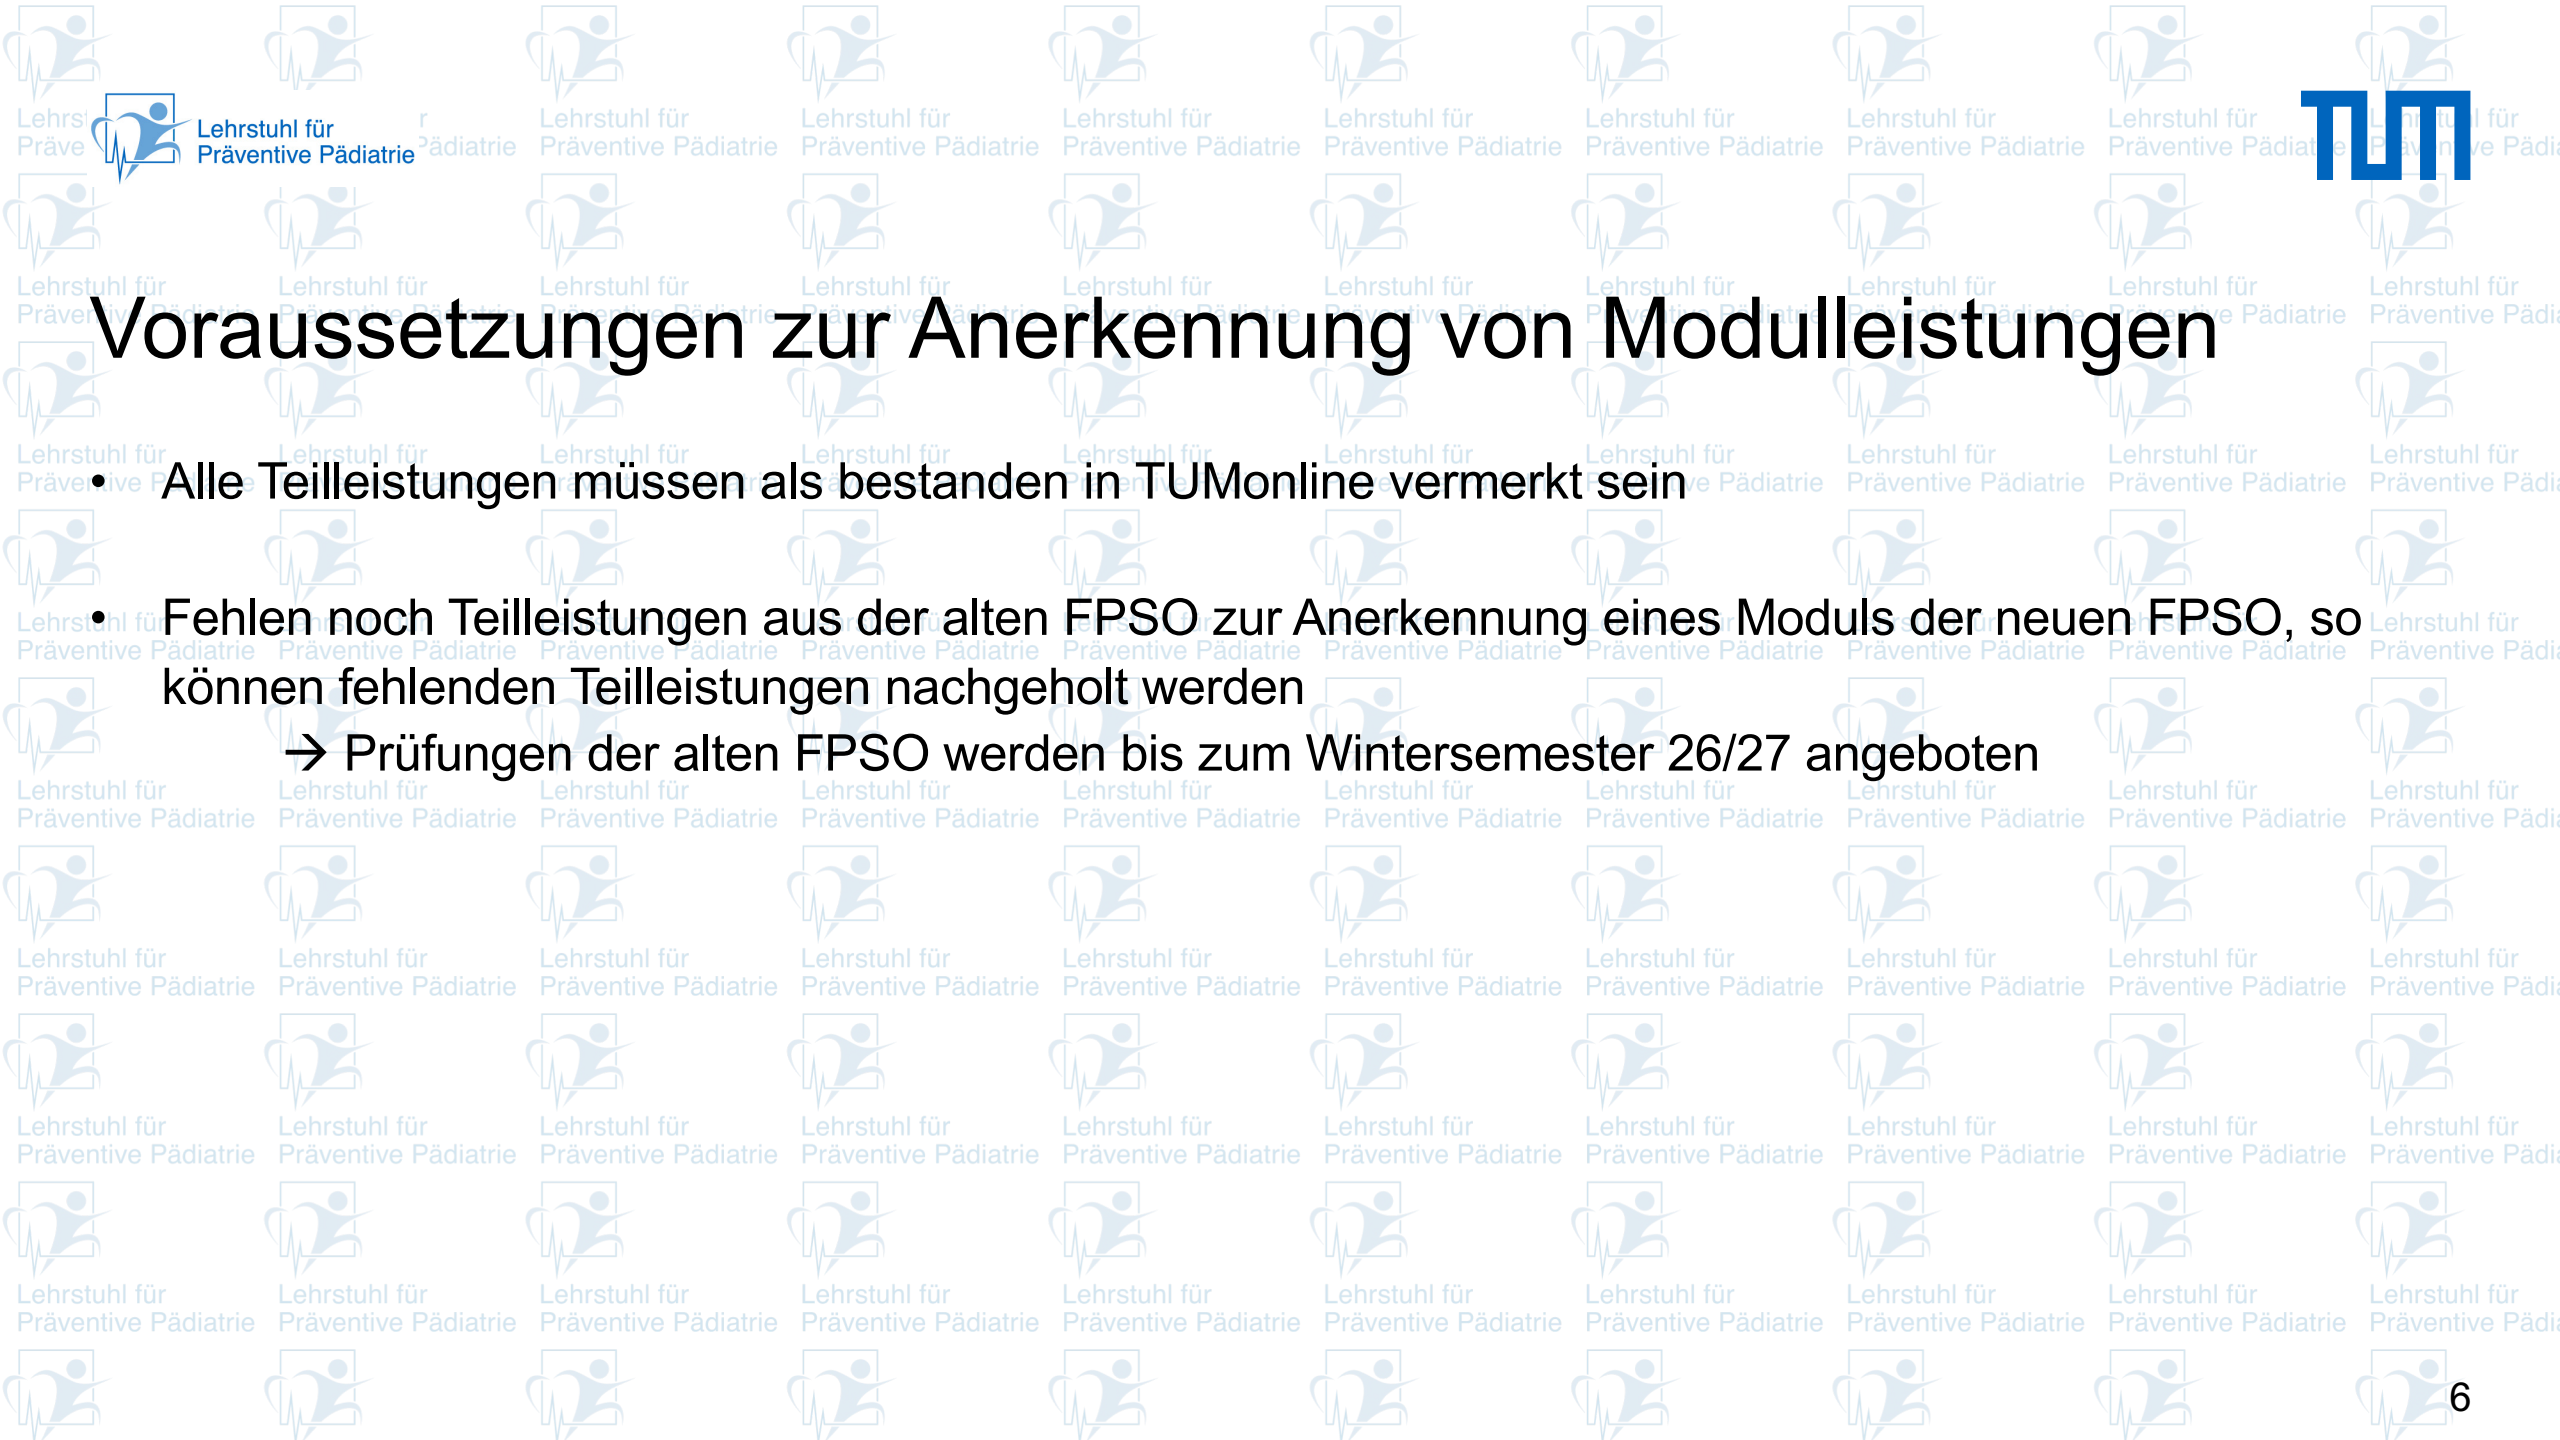 Lehrstuhl für
Präventive Pädiatrie
TUM
Voraussetzungen zur Anerkennung von Modulleistungen
• Alle Teilleistungen müssen als bestanden in TUMonline vermerkt sein
• Fehlen noch Teilleistungen aus der alten FPSO zur Anerkennung eines Moduls der neuen FPSO, so
können fehlenden Teilleistungen nachgeholt werden
→ Prüfungen der alten FPSO werden bis zum Wintersemester 26/27 angeboten
6